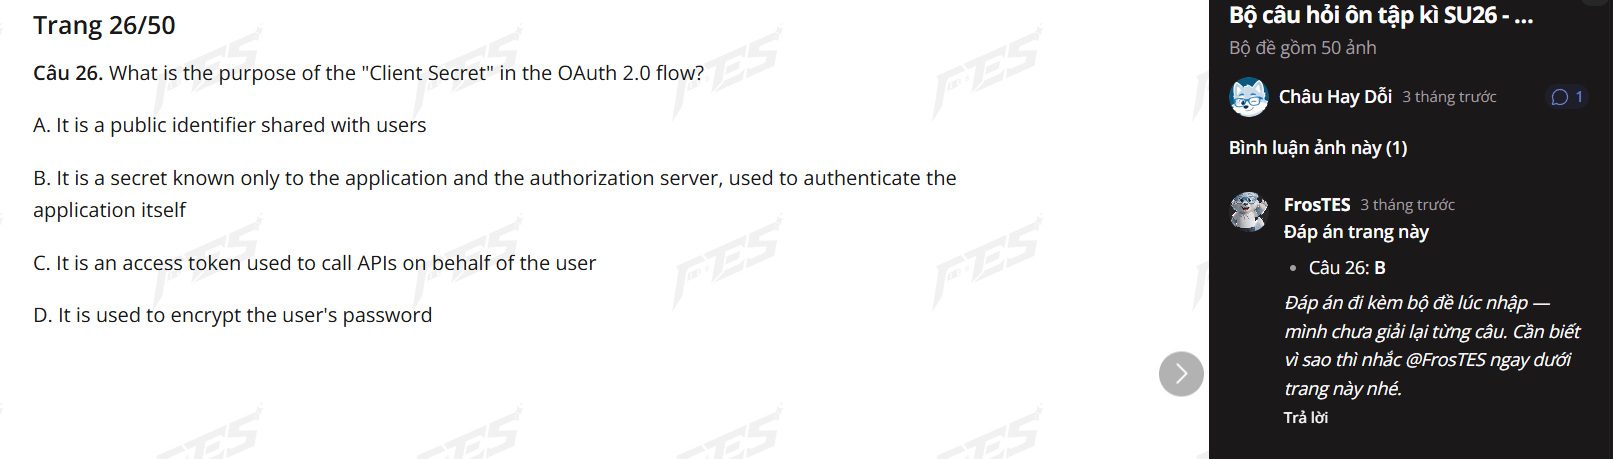 Trang 26/50
Câu 26. What is the purpose of the "Client Secret" in the OAuth 2.0 flow?
A. It is a public identifier shared with users
B. It is a secret known only to the application and the authorization server, used to authenticate the
application itself
C. It is an access token used to call APIs on behalf of the user
D. It is used to encrypt the user's password
Bộ câu hỏi ôn tập kì SU26 - ...
Bộ đề gồm 50 ảnh
Châu Hay Dỗi 3 tháng trước 1
Bình luận ảnh này (1)
FrosTES 3 tháng trước
Đáp án trang này
• Câu 26: B
Đáp án đi kèm bộ đề lúc nhập —
mình chưa giải lại từng câu. Cần biết
vì sao thì nhắc @FrosTES ngay dưới
trang này nhé.
Trả lời